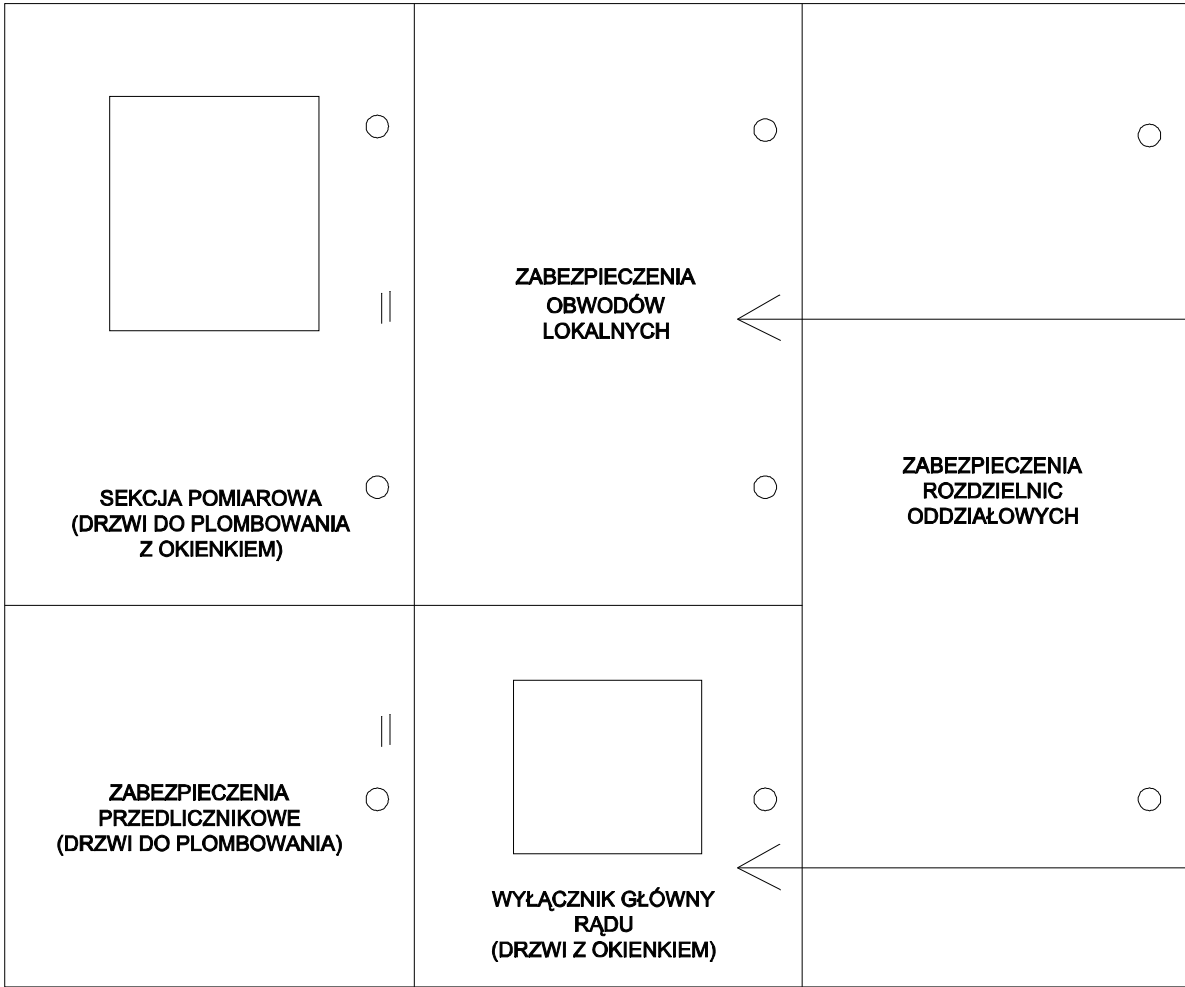 SEKCJA POMIAROWA
(DRZWI DO PLOMBOWANIA
Z OKIENKIEM)
ZABEZPIECZENIA
OBWODÓW
LOKALNYCH
ZABEZPIECZENIA
ROZDZIELNIC
ODDZIAŁOWYCH
ZABEZPIECZENIA
PRZEDLICZNIKOWE
(DRZWI DO PLOMBOWANIA)
WYŁĄCZNIK GŁÓWNY
RĄDU
(DRZWI Z OKIENKIEM)